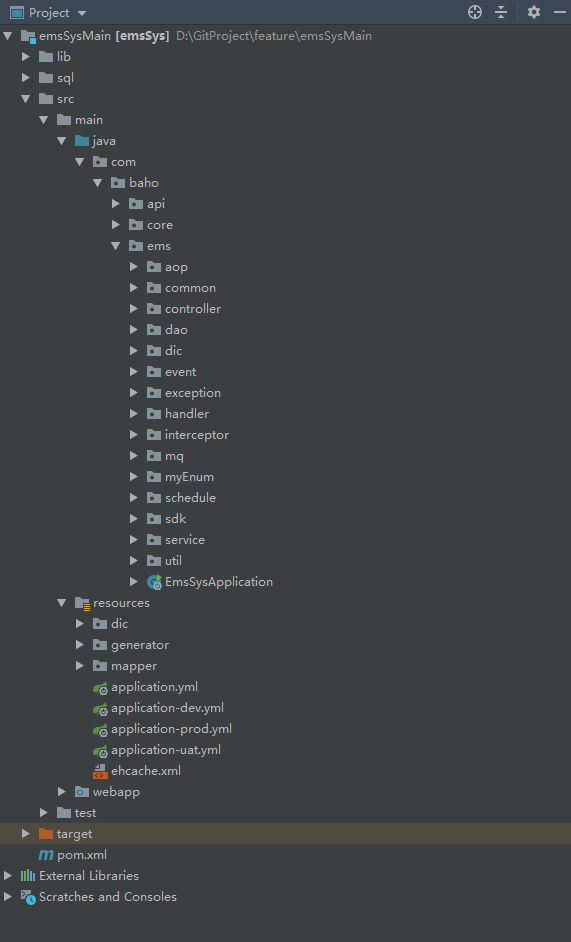 Project
emsSysMain [emsSys] D:\GitProject\feature\emsSysMain
lib
sql
src
main
java
com
baho
api
core
ems
aop
common
controller
dao
dic
event
exception
handler
interceptor
mq
myEnum
schedule
sdk
service
util
EmsSysApplication
resources
dic
generator
mapper
application.yml
application-dev.yml
application-prod.yml
application-uat.yml
ehcache.xml
webapp
test
target
pom.xml
External Libraries
Scratches and Consoles